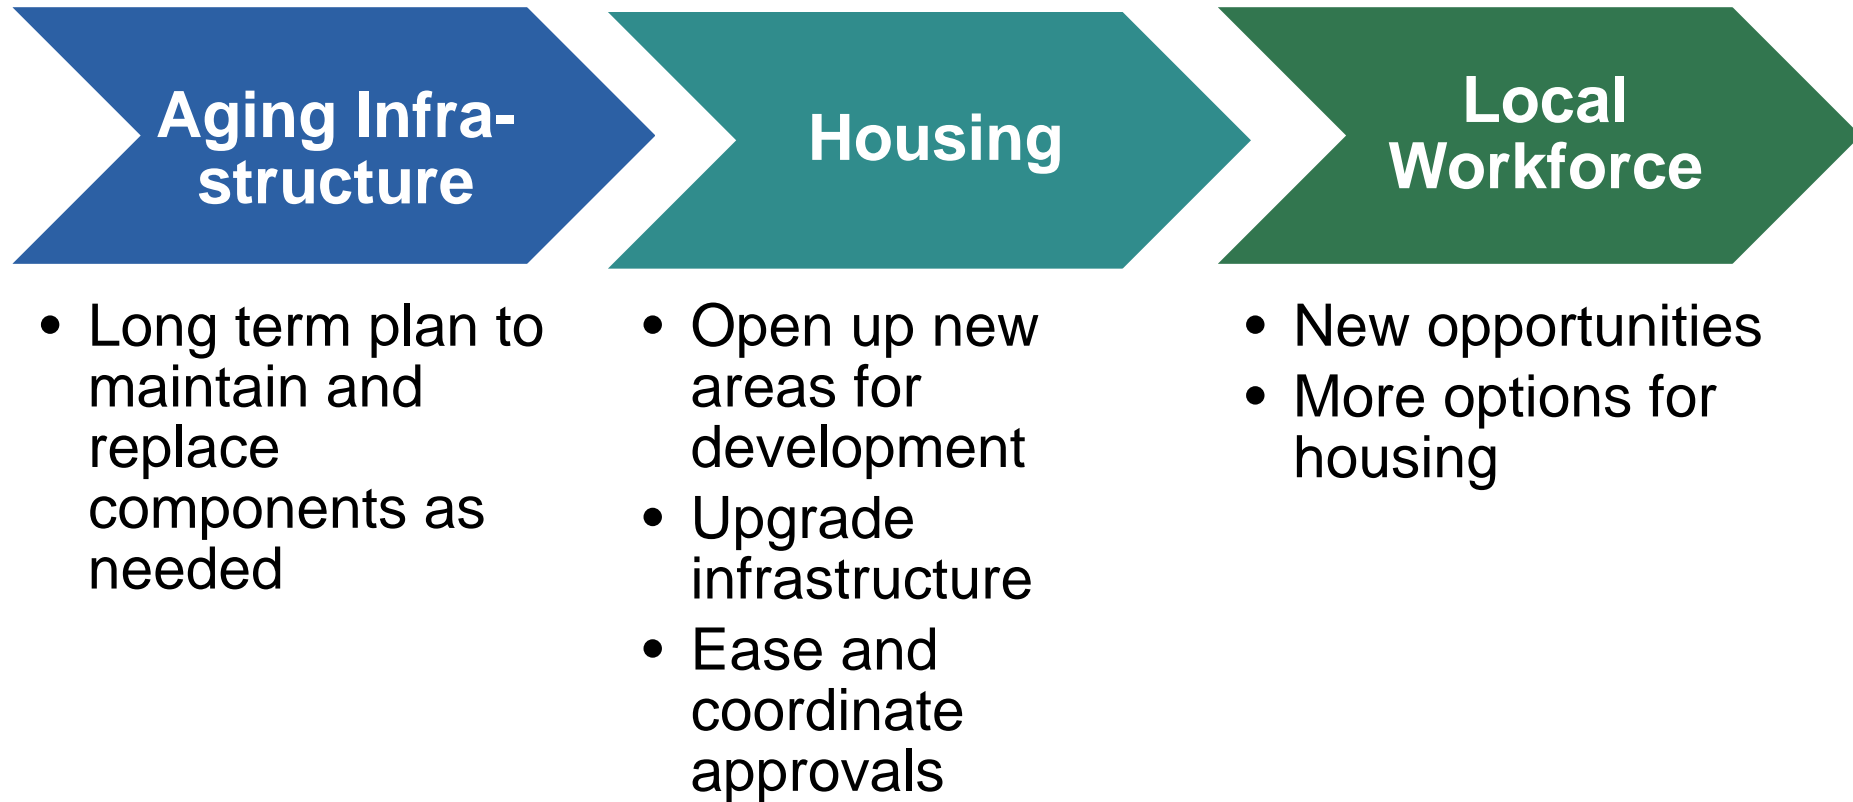 Aging Infra-
structure
• Long term plan to
maintain and
replace
components as
needed
Housing
• Open up new
areas for
development
• Upgrade
infrastructure
• Ease and
coordinate
approvals
Local
Workforce
• New opportunities
• More options for
housing